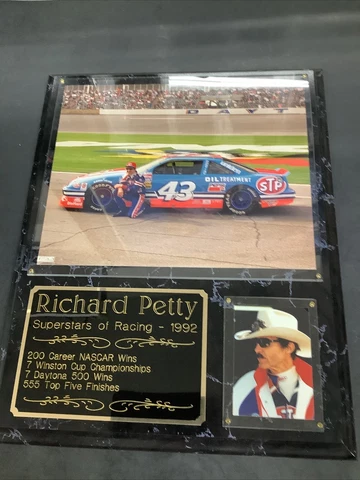 DAY
OIL TREATMENT
43
STP
Richard Petty
Superstars of Racing - 1992
200 Career NASCAR Wins
7 Winston Cup Championships
7 Daytona 500 Wins
555 Top Five Finishes